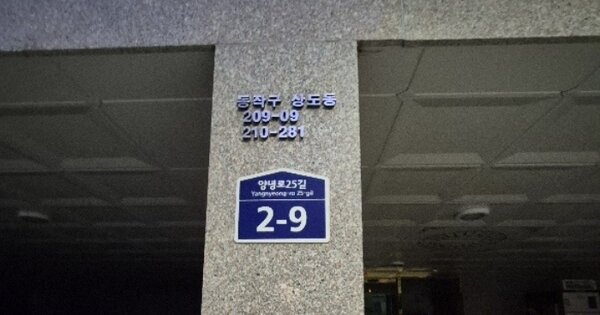 동작구 상도동
209-09
210-281
양녕로25길
Yangnyeong-ro 25-gil
2-9